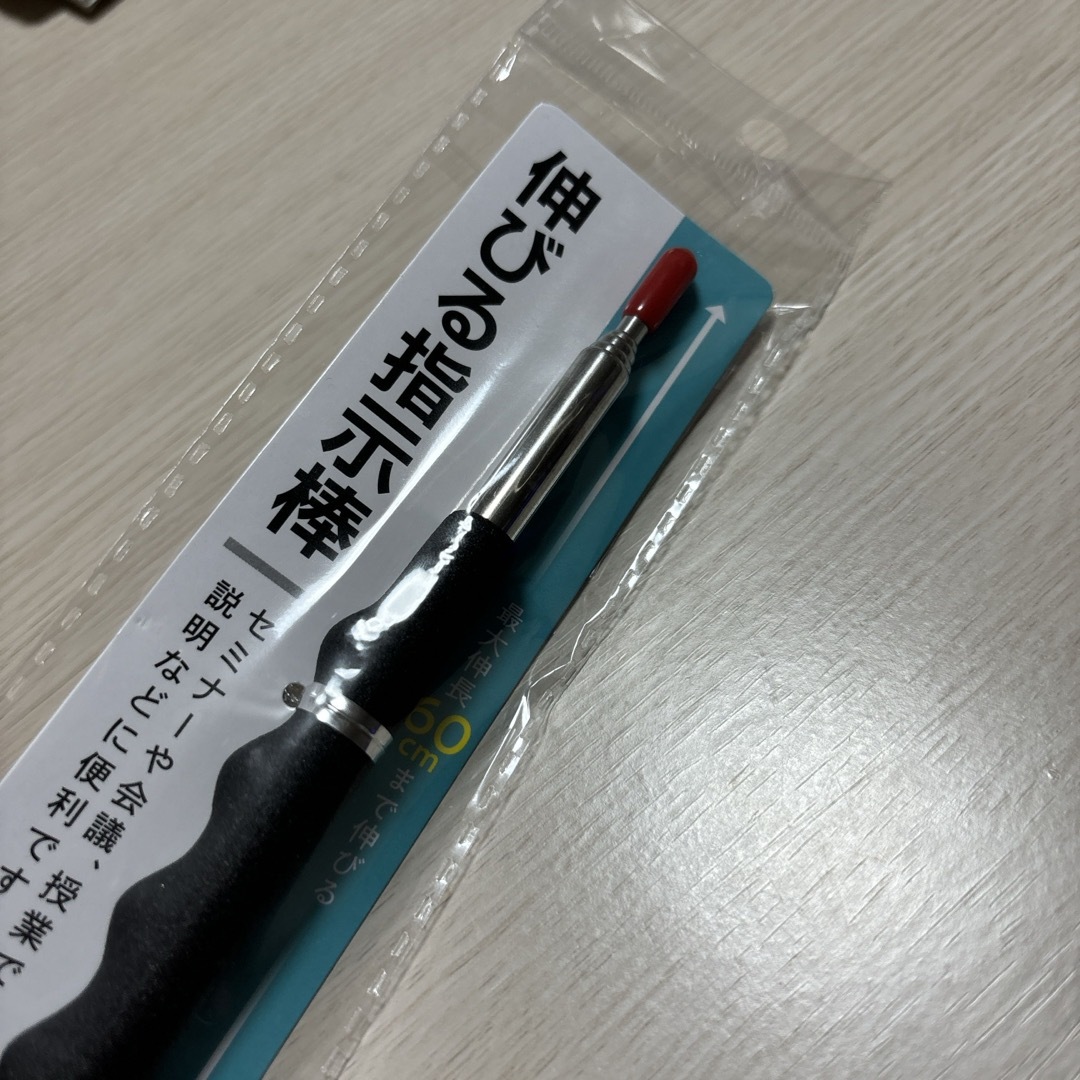 伸びる指示棒
セミナーや会議、授業で
説明などに便利です
最大伸長
60cmまで伸びる